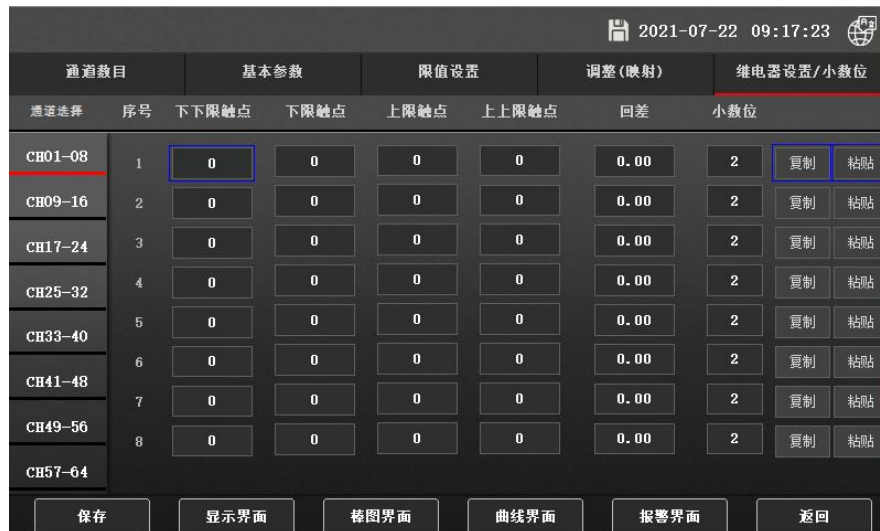 2021-07-22 09:17:23
通道数目 基本参数 限值设置 调整(映射) 继电器设置/小数位
通道选择 序号 下下限触点 下限触点 上限触点 上上限触点 回差 小数位
CH01-08 1 0 0 0 0 0.00 2 复制 粘贴
CH09-16 2 0 0 0 0 0.00 2 复制 粘贴
CH17-24 3 0 0 0 0 0.00 2 复制 粘贴
CH25-32 4 0 0 0 0 0.00 2 复制 粘贴
CH33-40 5 0 0 0 0 0.00 2 复制 粘贴
CH41-48 6 0 0 0 0 0.00 2 复制 粘贴
CH49-56 7 0 0 0 0 0.00 2 复制 粘贴
CH57-64 8 0 0 0 0 0.00 2 复制 粘贴
保存 显示界面 棒图界面 曲线界面 报警界面 返回